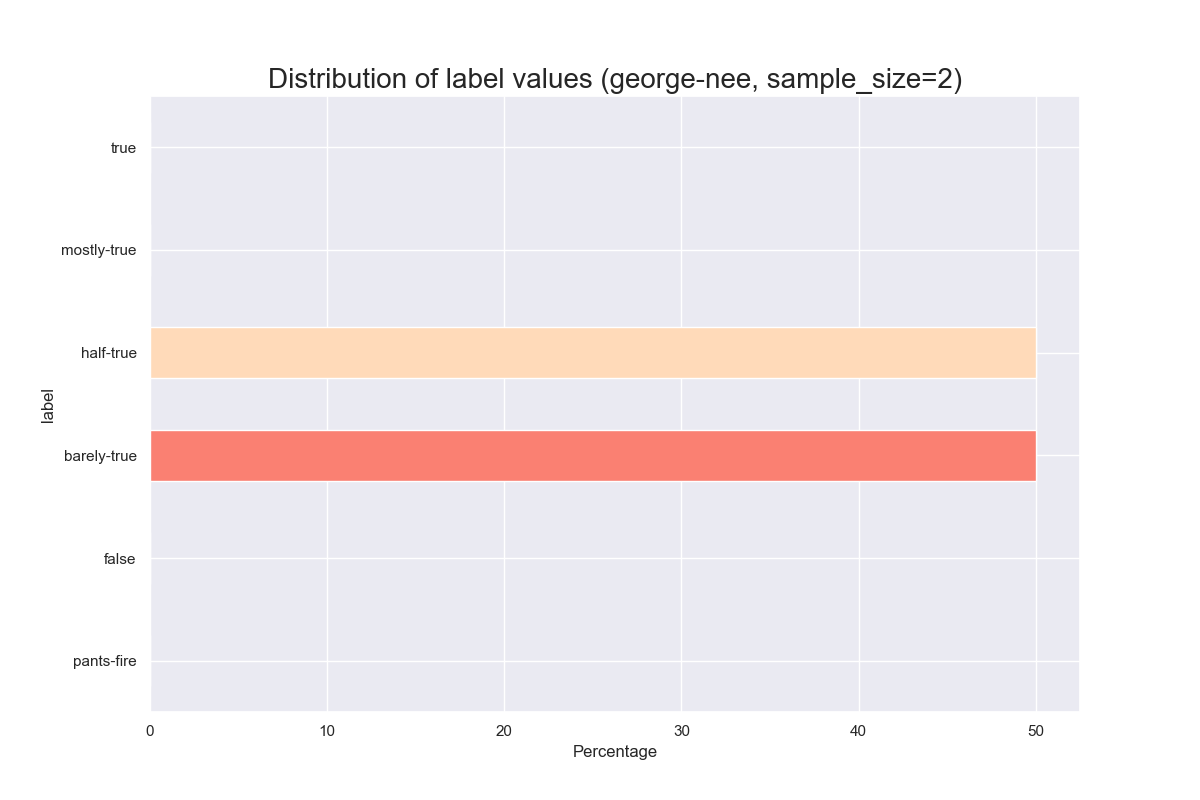 Distribution of label values (george-nee, sample_size=2)
true
mostly-true
half-true
barely-true
false
pants-fire
label
0 10 20 30 40 50
Percentage